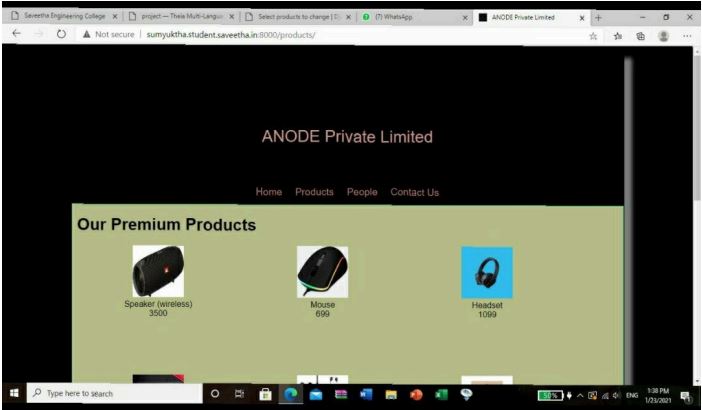 Saveetha Engineering College
project — Theia Multi-Langua
Select products to change | Dj
(7) WhatsApp
ANODE Private Limited
Not secure | sumyuktha.student.saveetha.in:8000/products/
ANODE Private Limited
Home Products People Contact Us
Our Premium Products
Speaker (wireless)
3500
Mouse
699
Headset
1099
Type here to search
50%
ENG
1:38 PM
1/23/2021